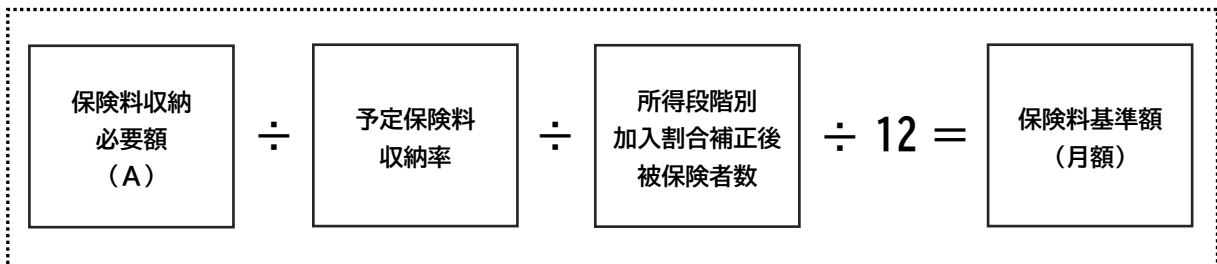 保険料収納
必要額
（A）
÷
予定保険料
収納率
÷
所得段階別
加入割合補正後
被保険者数
÷ 12 =
保険料基準額
（月額）